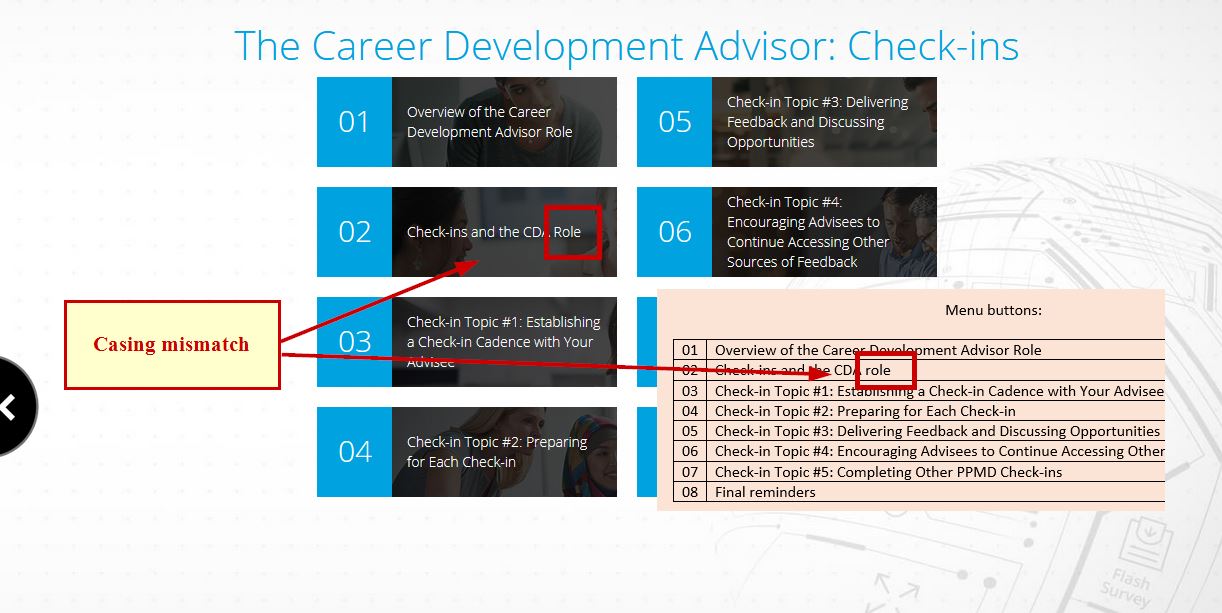 The Career Development Advisor: Check-ins
01
Overview of the Career
Development Advisor Role
02
Check-ins and the CDA Role
03
Check-in Topic #1: Establishing
a Check-in Cadence with Your
Advisee
04
Check-in Topic #2: Preparing
for Each Check-in
05
Check-in Topic #3: Delivering
Feedback and Discussing
Opportunities
06
Check-in Topic #4:
Encouraging Advisees to
Continue Accessing Other
Sources of Feedback
Casing mismatch
Menu buttons:
01 Overview of the Career Development Advisor Role
02 Check-ins and the CDA role
03 Check-in Topic #1: Establishing a Check-in Cadence with Your Advisee
04 Check-in Topic #2: Preparing for Each Check-in
05 Check-in Topic #3: Delivering Feedback and Discussing Opportunities
06 Check-in Topic #4: Encouraging Advisees to Continue Accessing Other
07 Check-in Topic #5: Completing Other PPMD Check-ins
08 Final reminders
Flash
Survey